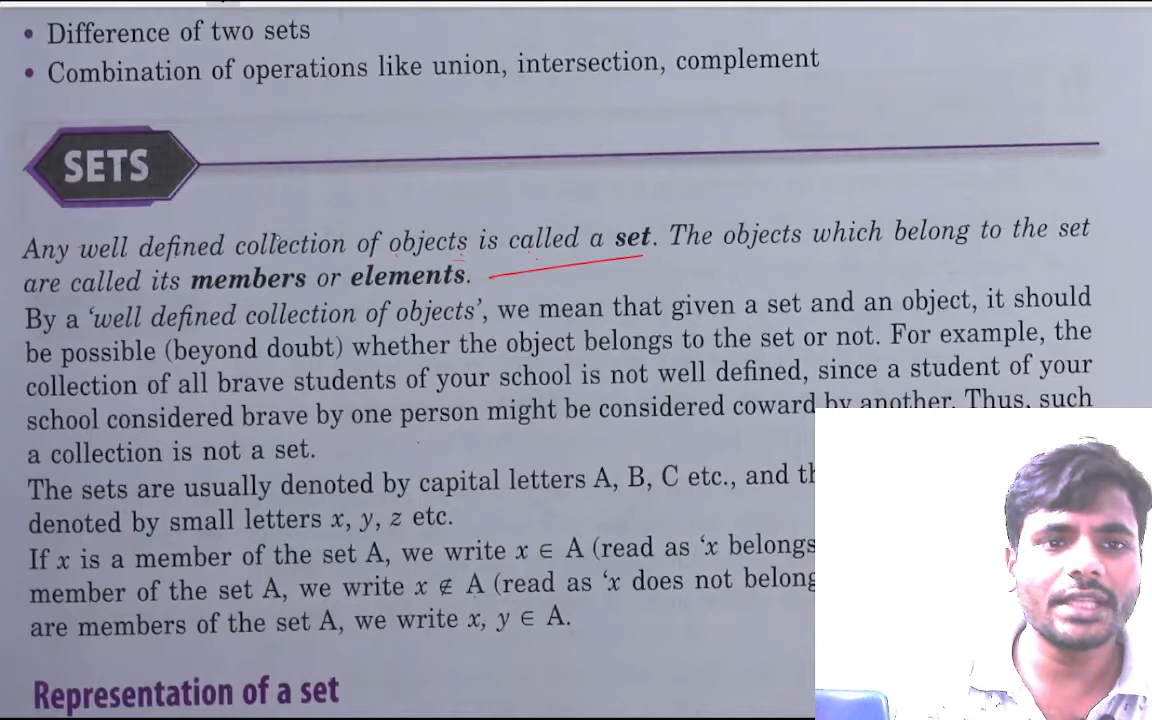 • Difference of two sets
• Combination of operations like union, intersection, complement
SETS
Any well defined collection of objects is called a set. The objects which belong to the set
are called its members or elements.
By a ‘well defined collection of objects’, we mean that given a set and an object, it should
be possible (beyond doubt) whether the object belongs to the set or not. For example, the
collection of all brave students of your school is not well defined, since a student of your
school considered brave by one person might be considered coward by another. Thus, such
a collection is not a set.
The sets are usually denoted by capital letters A, B, C etc., and
denoted by small letters x, y, z etc.
If x is a member of the set A, we write x ∈ A (read as ‘x belongs
member of the set A, we write x ∉ A (read as ‘x does not belong
are members of the set A, we write x, y ∈ A.
Representation of a set